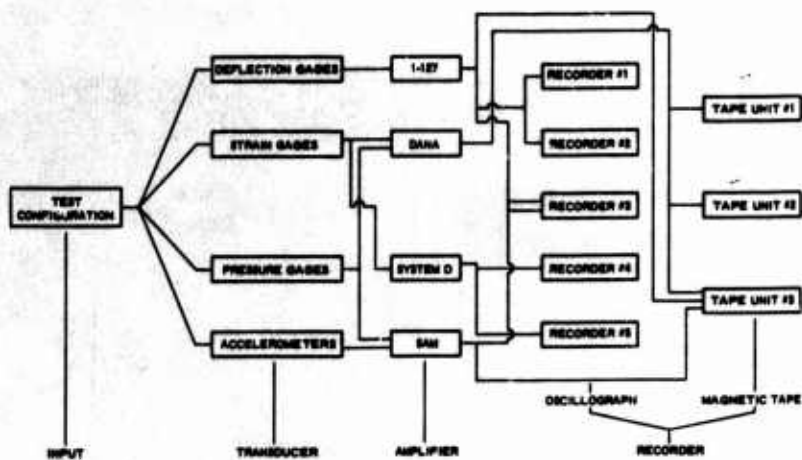 DEFLECTION GAGES
1-127
RECORDER #1
TAPE UNIT #1
STRAIN GAGES
DANA
RECORDER #2
TEST
CONFIGURATION
RECORDER #3
TAPE UNIT #2
PRESSURE GAGES
SYSTEM D
RECORDER #4
TAPE UNIT #3
ACCELEROMETERS
SAM
RECORDER #5
OSCILLOGRAPH
MAGNETIC TAPE
INPUT
TRANSDUCER
AMPLIFIER
RECORDER